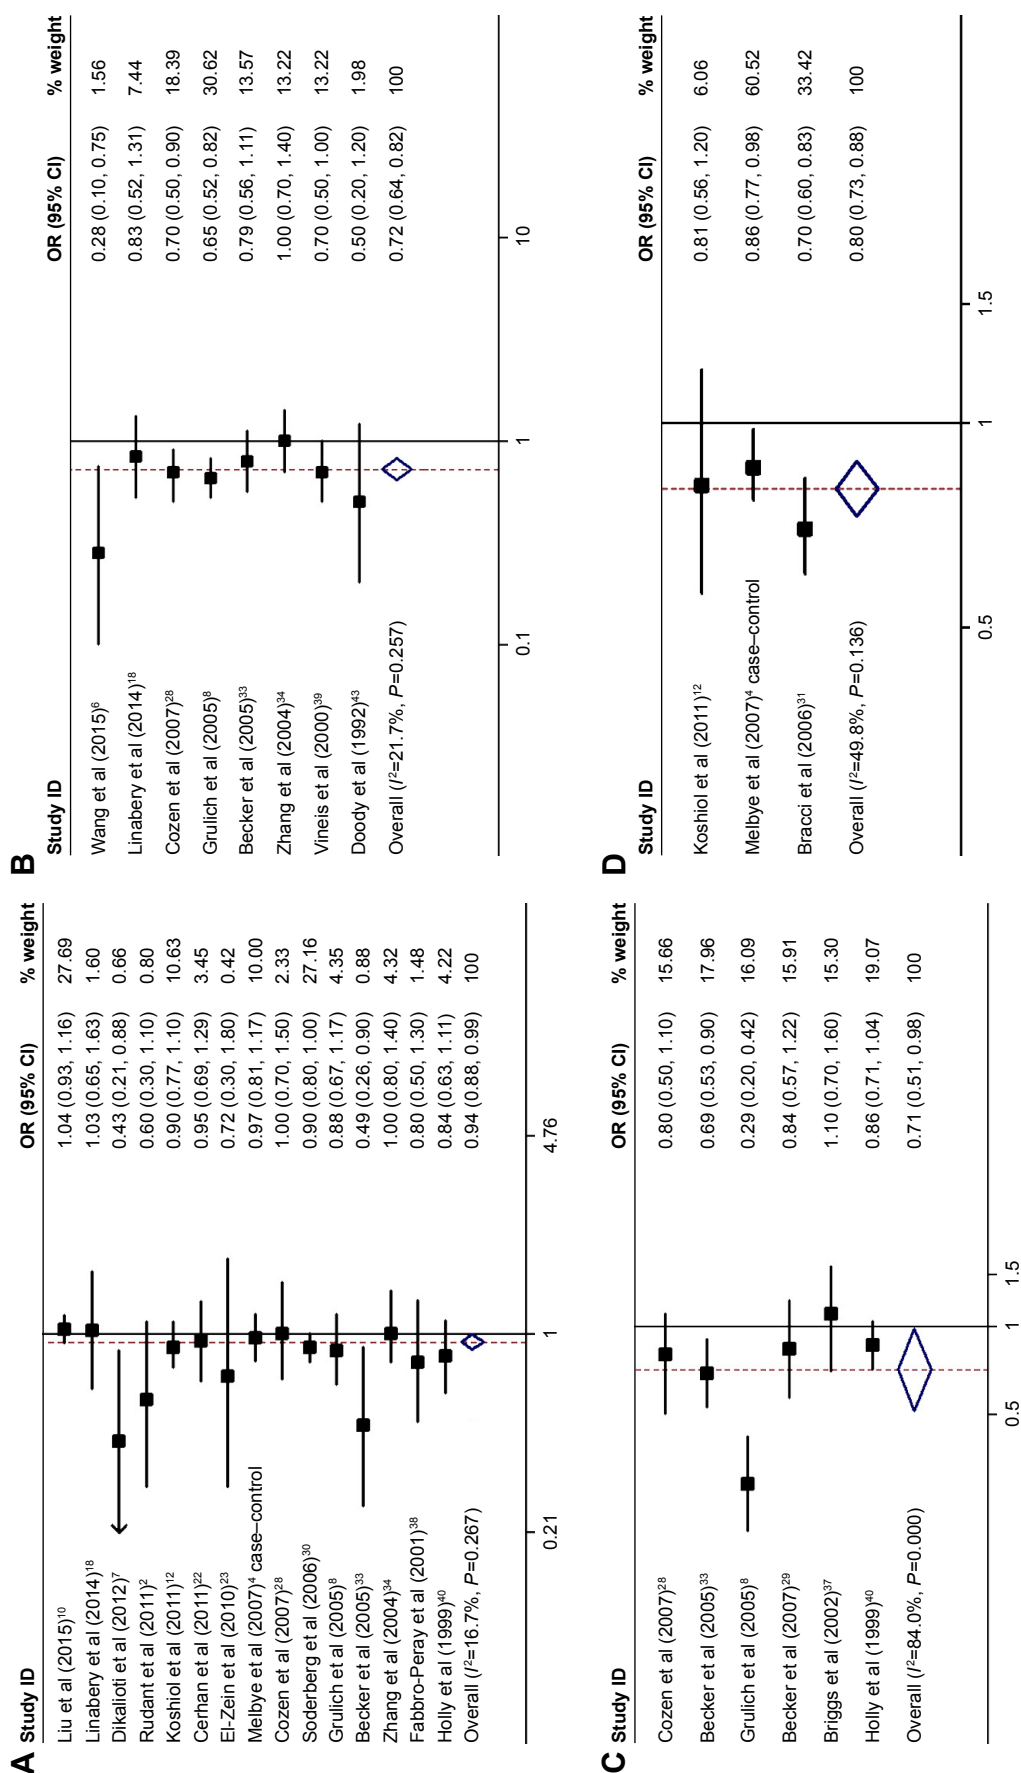 A
Study ID OR (95% CI) % weight
Liu et al (2015)10 1.04 (0.93, 1.16) 27.69
Linabery et al (2014)18 1.03 (0.65, 1.63) 1.60
Dikalioti et al (2012)7 0.43 (0.21, 0.88) 0.66
Rudant et al (2011)2 0.60 (0.30, 1.10) 0.80
Koshiol et al (2011)12 0.90 (0.77, 1.10) 10.63
Cerhan et al (2011)22 0.95 (0.69, 1.29) 3.45
El-Zein et al (2010)23 0.72 (0.30, 1.80) 0.42
Melbye et al (2007)4 case–control 0.97 (0.81, 1.17) 10.00
Cozen et al (2007)28 1.00 (0.70, 1.50) 2.33
Soderberg et al (2006)30 0.90 (0.80, 1.00) 27.16
Grulich et al (2005)8 0.88 (0.67, 1.17) 4.35
Becker et al (2005)33 0.49 (0.26, 0.90) 0.88
Zhang et al (2004)34 1.00 (0.80, 1.40) 4.32
Fabbro-Peray et al (2001)38 0.80 (0.50, 1.30) 1.48
Holly et al (1999)40 0.84 (0.63, 1.11) 4.22
Overall (I2=16.7%, P=0.267) 0.94 (0.88, 0.99) 100
0.21 1 4.76
B
Study ID OR (95% CI) % weight
Wang et al (2015)6 0.28 (0.10, 0.75) 1.56
Linabery et al (2014)18 0.83 (0.52, 1.31) 7.44
Cozen et al (2007)28 0.70 (0.50, 0.90) 18.39
Grulich et al (2005)8 0.65 (0.52, 0.82) 30.62
Becker et al (2005)33 0.79 (0.56, 1.11) 13.57
Zhang et al (2004)34 1.00 (0.70, 1.40) 13.22
Vineis et al (2000)39 0.70 (0.50, 1.00) 13.22
Doody et al (1992)43 0.50 (0.20, 1.20) 1.98
Overall (I2=21.7%, P=0.257) 0.72 (0.64, 0.82) 100
0.1 1 10
C
Study ID OR (95% CI) % weight
Cozen et al (2007)28 0.80 (0.50, 1.10) 15.66
Becker et al (2005)33 0.69 (0.53, 0.90) 17.96
Grulich et al (2005)8 0.29 (0.20, 0.42) 16.09
Becker et al (2007)29 0.84 (0.57, 1.22) 15.91
Briggs et al (2002)37 1.10 (0.70, 1.60) 15.30
Holly et al (1999)40 0.86 (0.71, 1.04) 19.07
Overall (I2=84.0%, P=0.000) 0.71 (0.51, 0.98) 100
0.5 1 1.5
D
Study ID OR (95% CI) % weight
Koshiol et al (2011)12 0.81 (0.56, 1.20) 6.06
Melbye et al (2007)4 case–control 0.86 (0.77, 0.98) 60.52
Bracci et al (2006)31 0.70 (0.60, 0.83) 33.42
Overall (I2=49.8%, P=0.136) 0.80 (0.73, 0.88) 100
0.5 1 1.5